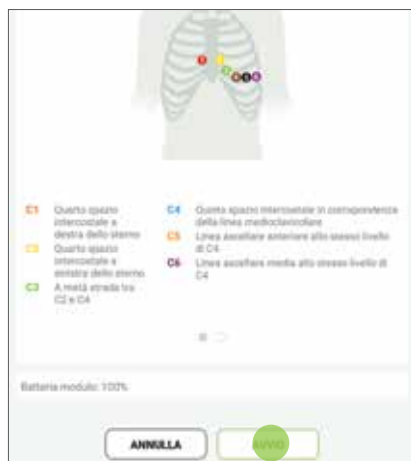 C1 Quarto spazio
intercostale a
destra dello sterno
C2 Quarto spazio
intercostale a
sinistra dello sterno
C3 A metà strada tra
C2 e C4
C4 Quinto spazio intercostale in corrispondenza
della linea medioclavicolare
C5 Linea ascellare anteriore allo stesso livello
di C4
C6 Linea ascellare media allo stesso livello di
C4
Batteria modulo: 100%
ANNULLA
AVVIO